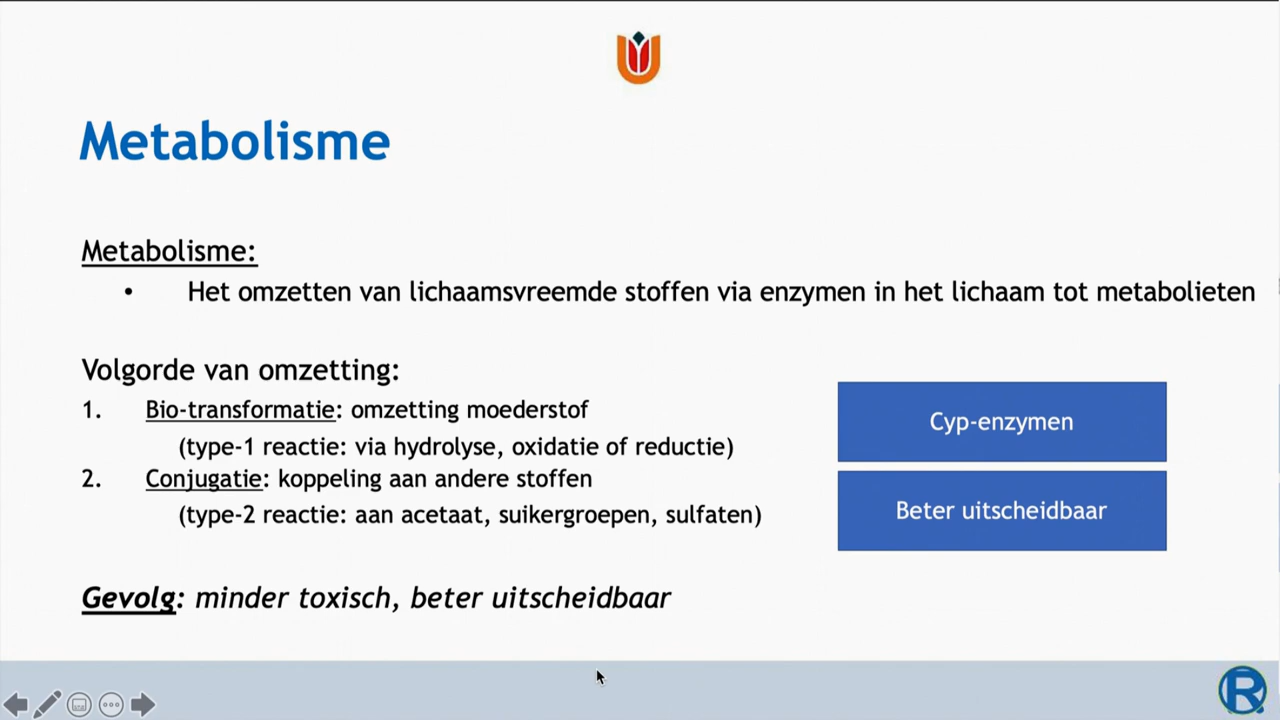 Metabolisme
Metabolisme:
• Het omzetten van lichaamsvreemde stoffen via enzymen in het lichaam tot metabolieten
Volgorde van omzetting:
1. Bio-transformatie: omzetting moederstof
(type-1 reactie: via hydrolyse, oxidatie of reductie)
2. Conjugatie: koppeling aan andere stoffen
(type-2 reactie: aan acetaat, suikergroepen, sulfaten)
Cyp-enzymen
Beter uitscheidbaar
Gevolg: minder toxisch, beter uitscheidbaar
R